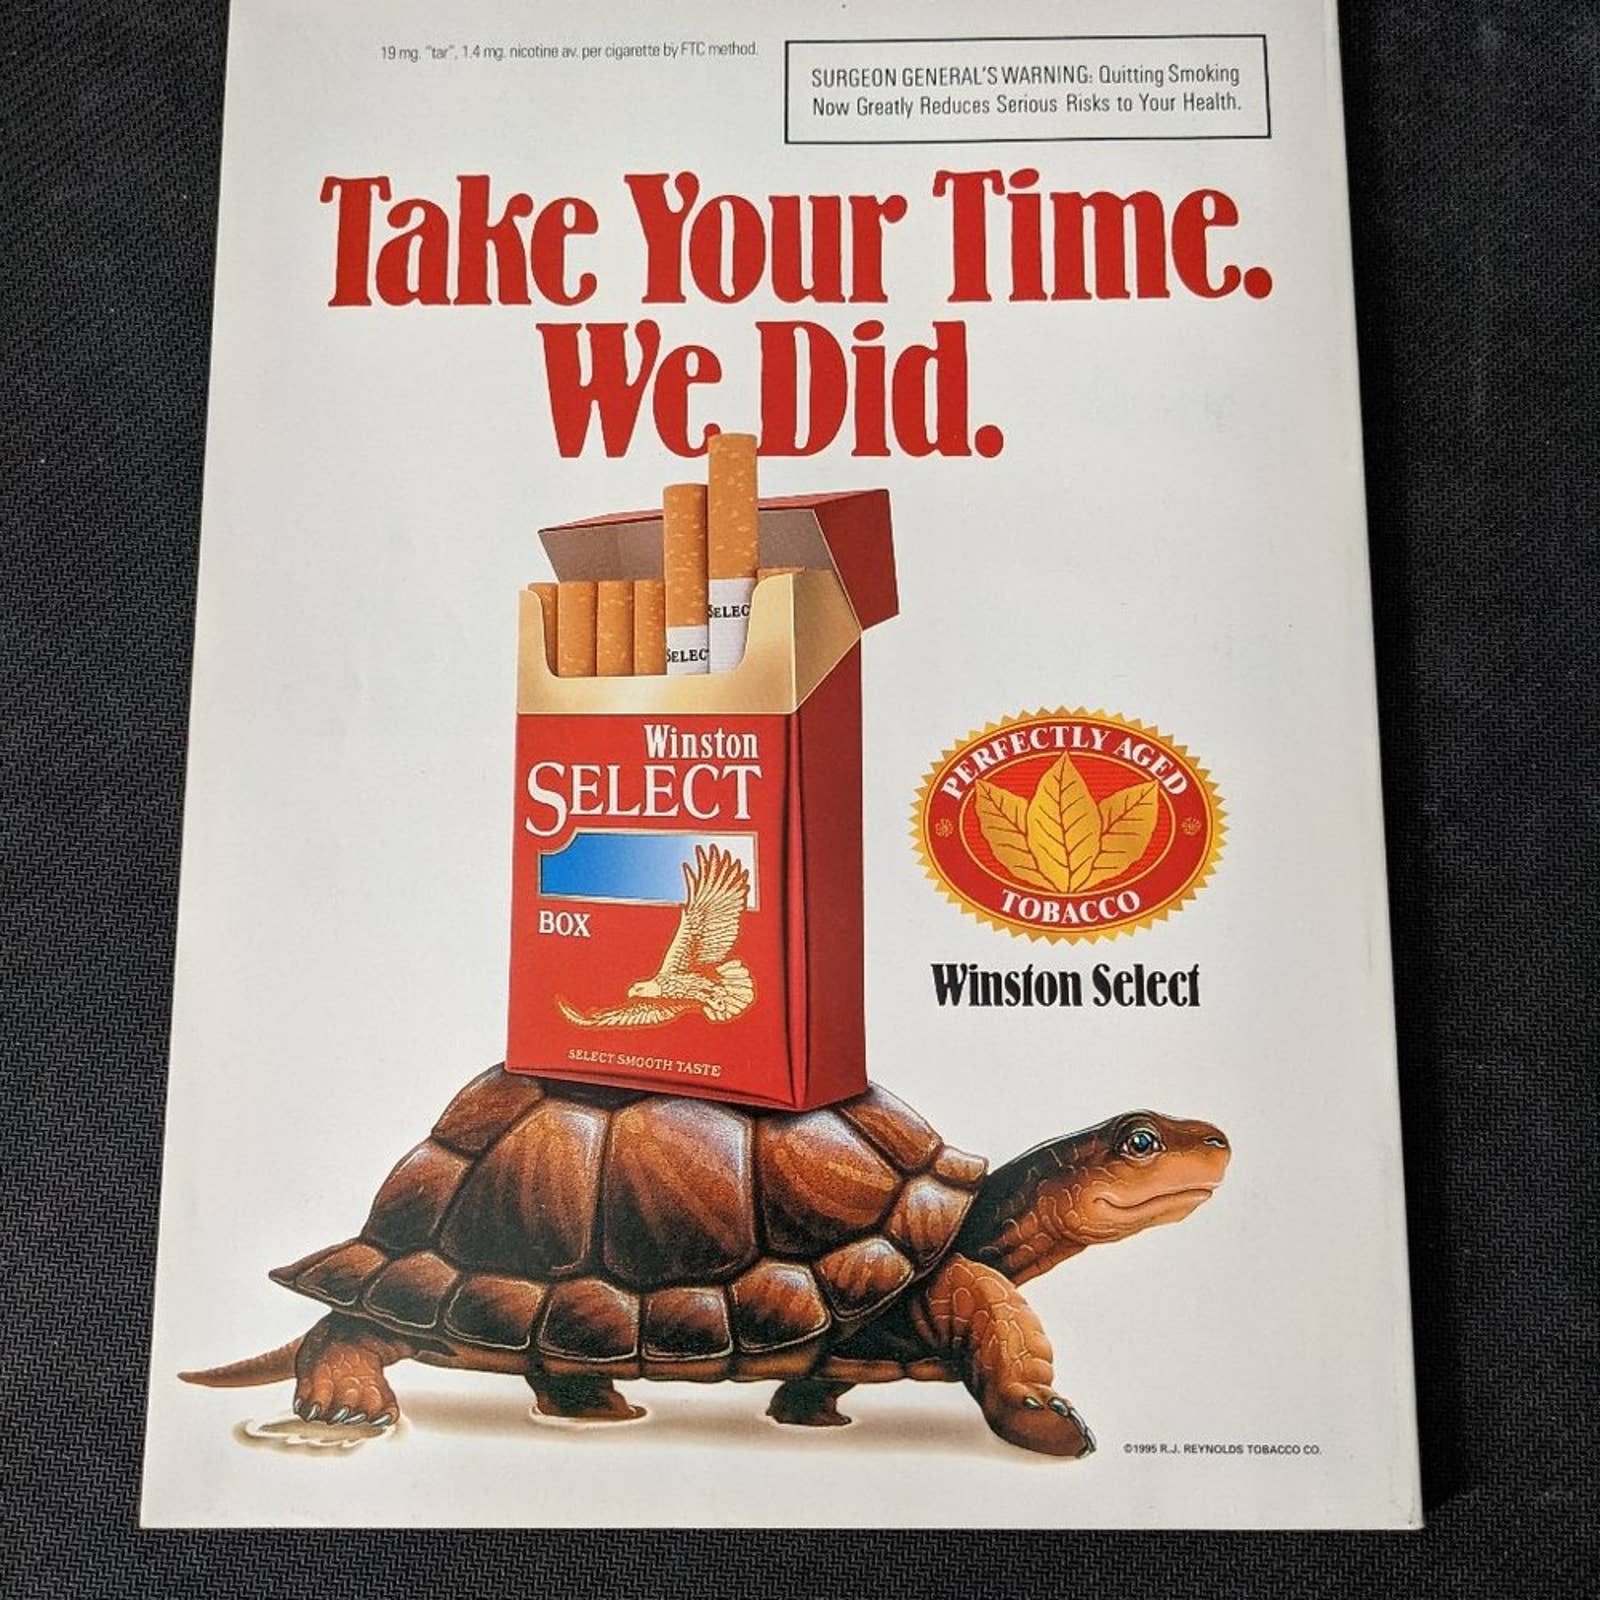 19 mg. "tar", 1.4 mg. nicotine av. per cigarette by FTC method.
SURGEON GENERAL'S WARNING: Quitting Smoking
Now Greatly Reduces Serious Risks to Your Health.
Take Your Time.
We Did.
SELEC
SELEC
Winston
SELECT
BOX
SELECT SMOOTH TASTE
PERFECTLY AGED
TOBACCO
Winston Select
©1995 R.J. REYNOLDS TOBACCO CO.